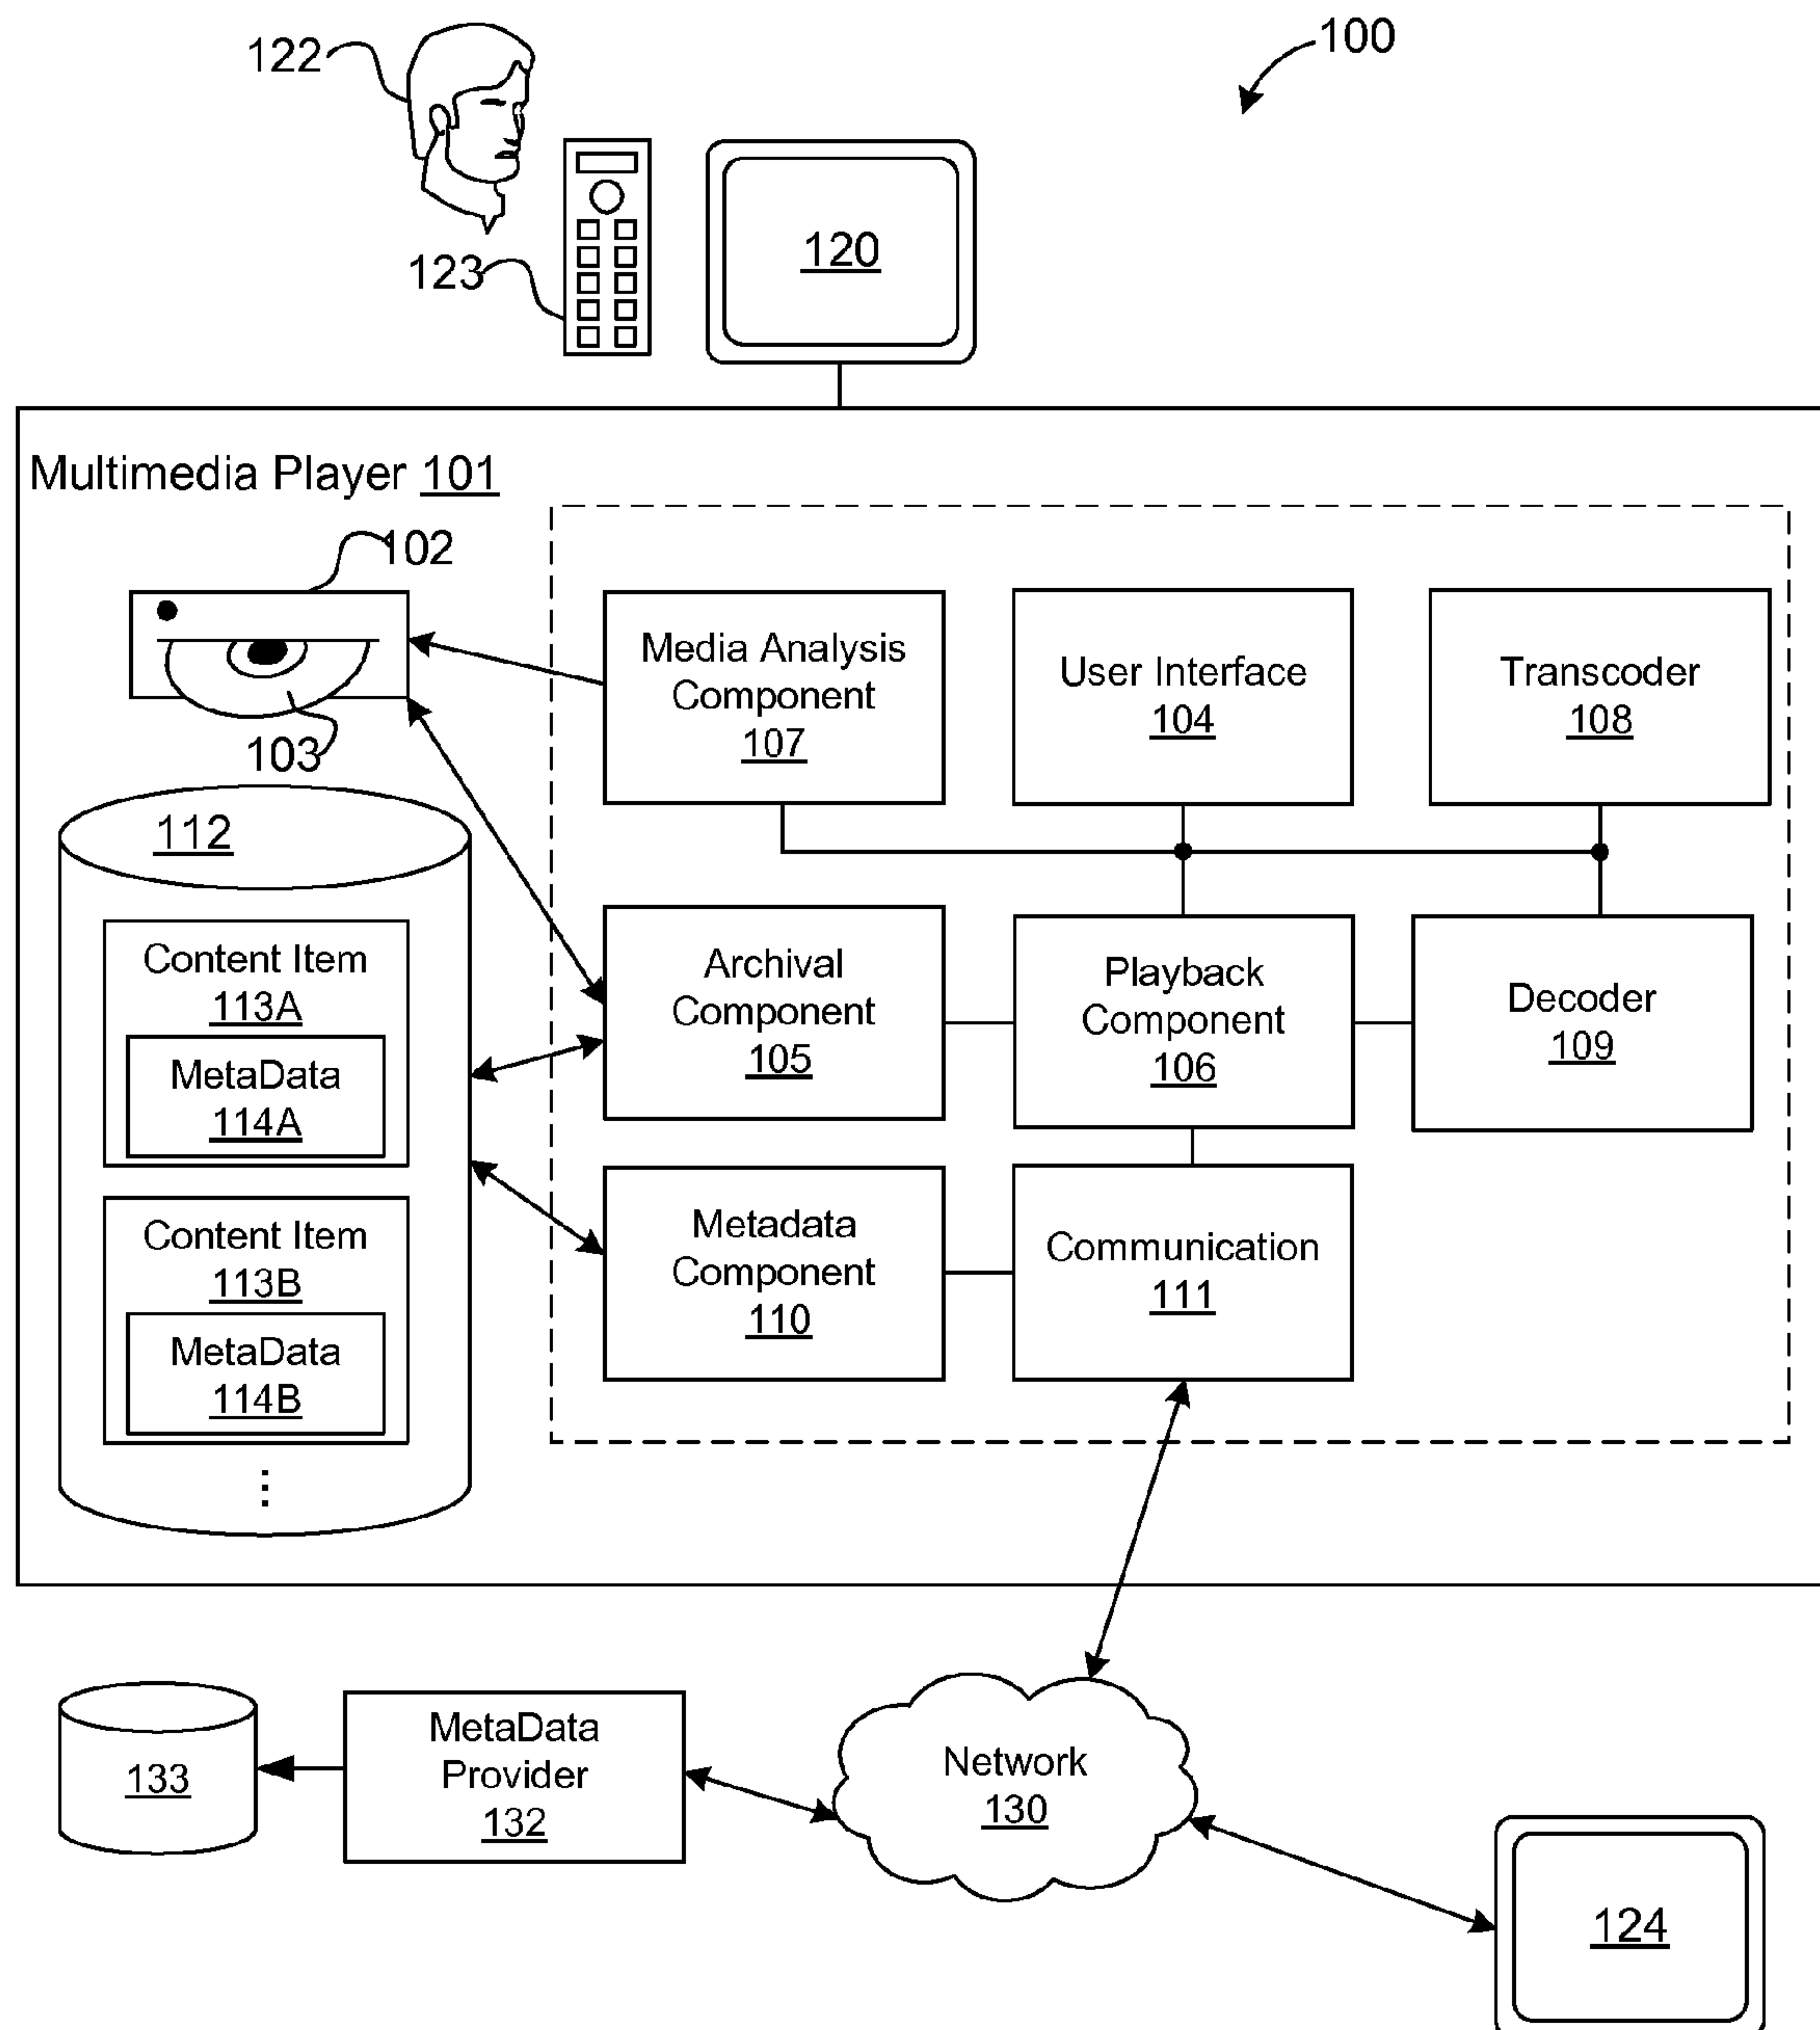 100
122
123
120
Multimedia Player 101
102
103
Media Analysis
Component
107
User Interface
104
Transcoder
108
112
Content Item
113A
MetaData
114A
Content Item
113B
MetaData
114B
⋮
Archival
Component
105
Playback
Component
106
Decoder
109
Metadata
Component
110
Communication
111
133
MetaData
Provider
132
Network
130
124